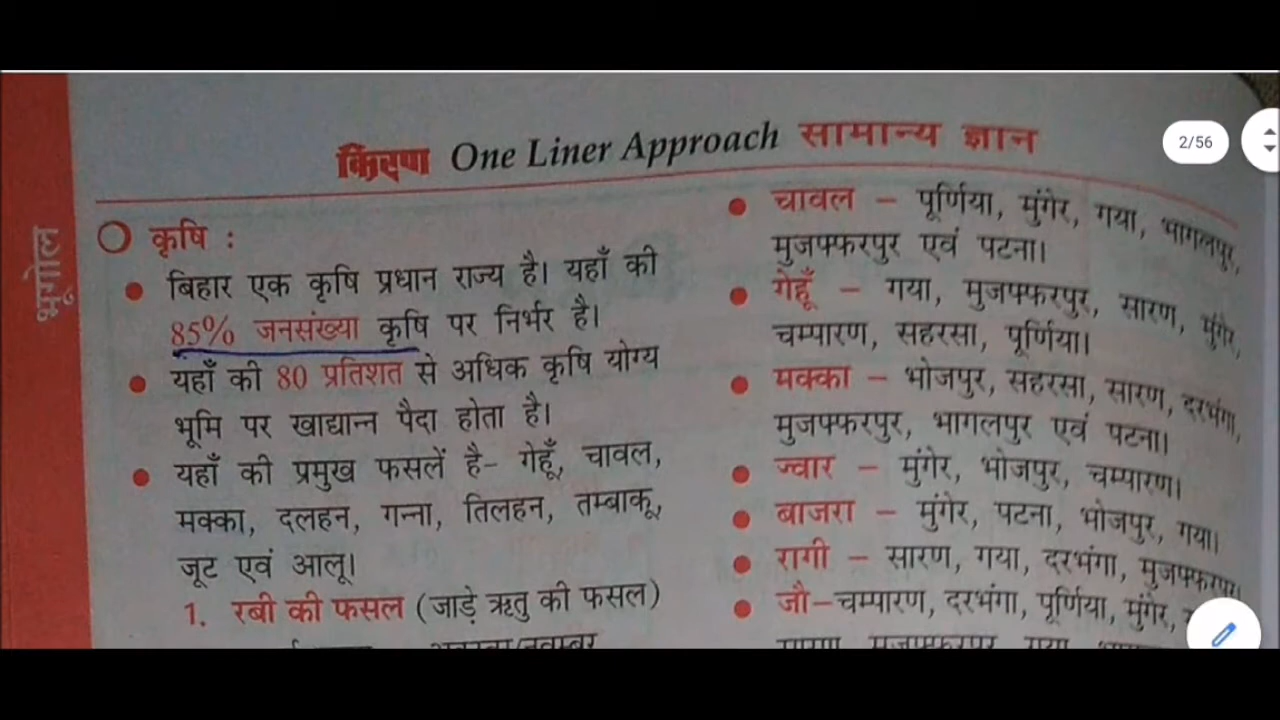 किरण One Liner Approach सामान्य ज्ञान
2/56
भूगोल
कृषि :
• बिहार एक कृषि प्रधान राज्य है। यहाँ की
85% जनसंख्या कृषि पर निर्भर है।
• यहाँ की 80 प्रतिशत से अधिक कृषि योग्य
भूमि पर खाद्यान्न पैदा होता है।
• यहाँ की प्रमुख फसलें है- गेहूँ, चावल,
मक्का, दलहन, गन्ना, तिलहन, तम्बाकू,
जूट एवं आलू।
1. रबी की फसल (जाड़े ऋतु की फसल)
• चावल – पूर्णिया, मुंगेर, गया, भागलपुर,
मुजफ्फरपुर एवं पटना।
• गेहूँ – गया, मुजफ्फरपुर, सारण, मुंगेर,
चम्पारण, सहरसा, पूर्णिया।
• मक्का – भोजपुर, सहरसा, सारण, दरभंगा,
मुजफ्फरपुर, भागलपुर एवं पटना।
• ज्वार – मुंगेर, भोजपुर, चम्पारण।
• बाजरा – मुंगेर, पटना, भोजपुर, गया।
• रागी – सारण, गया, दरभंगा, मुजफ्फरपुर।
• जौ–चम्पारण, दरभंगा, पूर्णिया, मुंगेर,